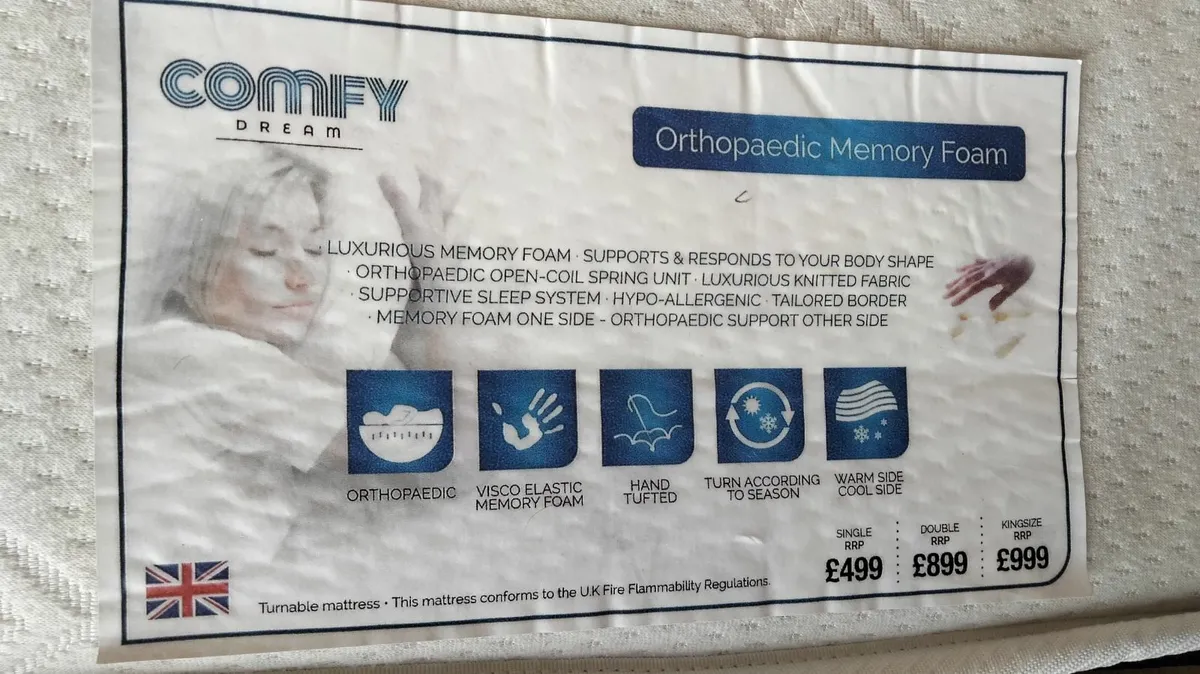 COMFY
DREAM
Orthopaedic Memory Foam
· LUXURIOUS MEMORY FOAM · SUPPORTS & RESPONDS TO YOUR BODY SHAPE
· ORTHOPAEDIC OPEN-COIL SPRING UNIT · LUXURIOUS KNITTED FABRIC
· SUPPORTIVE SLEEP SYSTEM · HYPO-ALLERGENIC · TAILORED BORDER
· MEMORY FOAM ONE SIDE - ORTHOPAEDIC SUPPORT OTHER SIDE
ORTHOPAEDIC
VISCO ELASTIC
MEMORY FOAM
HAND
TUFTED
TURN ACCORDING
TO SEASON
WARM SIDE
COOL SIDE
SINGLE
RRP
£499
DOUBLE
RRP
£899
KINGSIZE
RRP
£999
Turnable mattress • This mattress conforms to the U.K Fire Flammability Regulations.